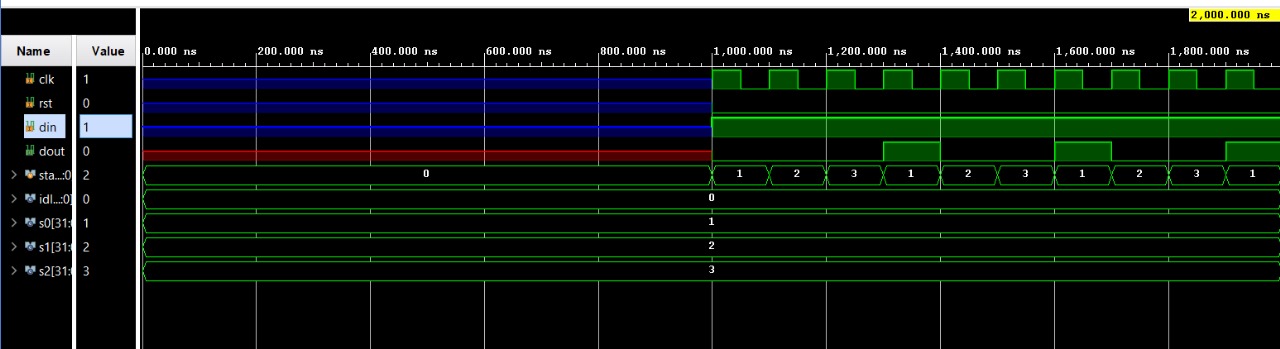 2,000.000 ns
Name Value 0.000 ns 200.000 ns 400.000 ns 600.000 ns 800.000 ns 1,000.000 ns 1,200.000 ns 1,400.000 ns 1,600.000 ns 1,800.000 ns
clk 1
rst 0
din 1
dout 0
sta...:0] 2 0 1 2 3 1 2 3 1 2 3 1
idl...:0] 0 0
s0[31:0 1 1
s1[31:0 2 2
s2[31:0 3 3